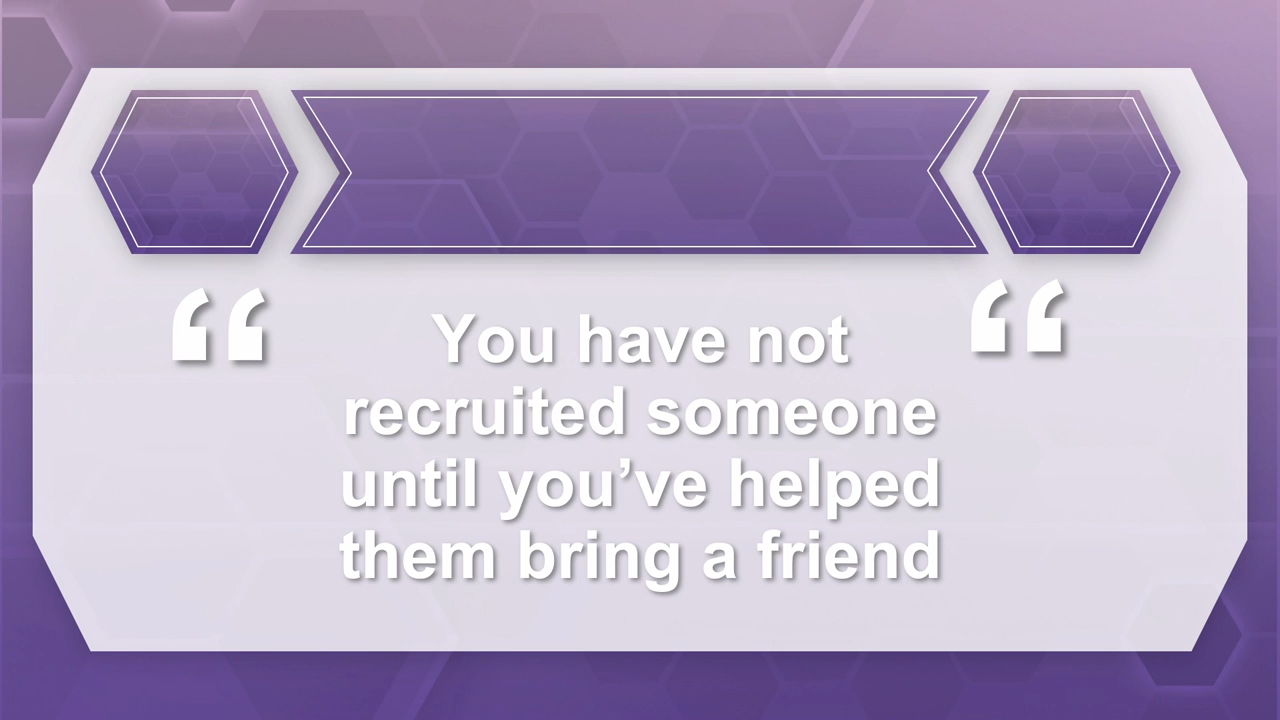 “ “
You have not
recruited someone
until you’ve helped
them bring a friend